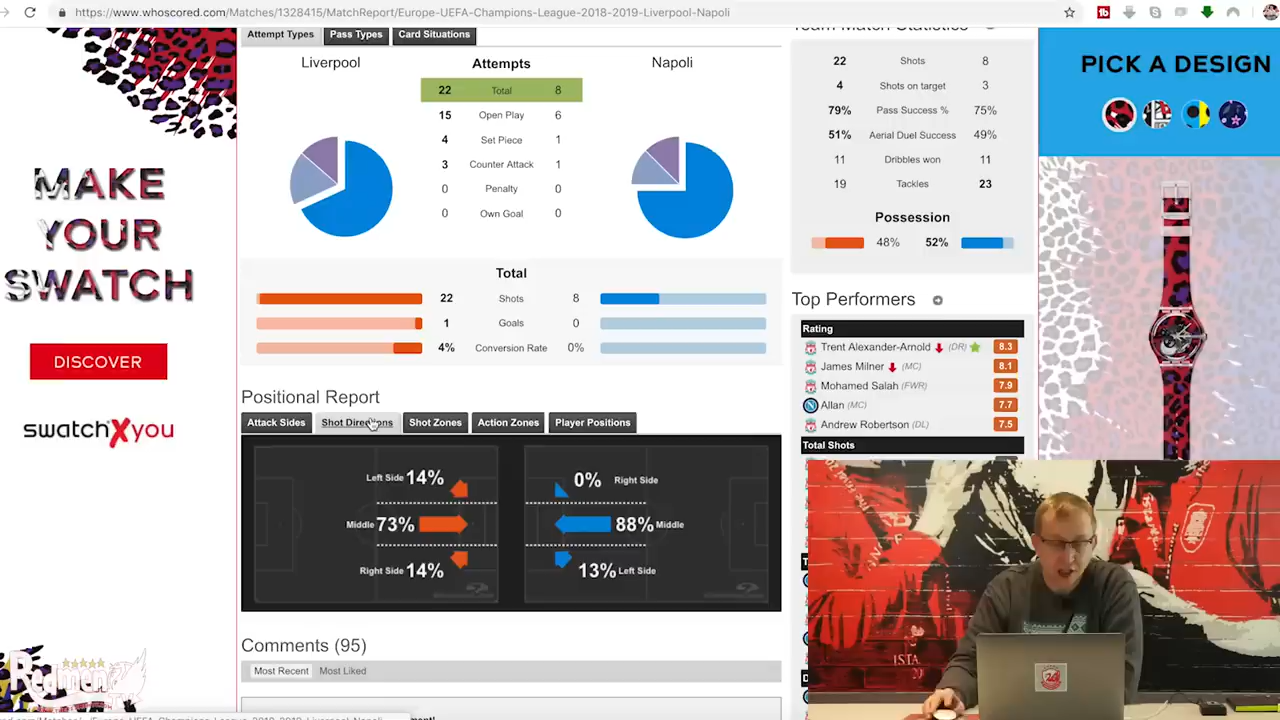 https://www.whoscored.com/Matches/1328415/MatchReport/Europe-UEFA-Champions-League-2018-2019-Liverpool-Napoli
Attempt Types Pass Types Card Situations
Liverpool Attempts Napoli
22 Total 8
15 Open Play 6
4 Set Piece 1
3 Counter Attack 1
0 Penalty 0
0 Own Goal 0
Total
22 Shots 8
1 Goals 0
4% Conversion Rate 0%
Positional Report
Attack Sides Shot Directions Shot Zones Action Zones Player Positions
Left Side 14%
Middle 73%
Right Side 14%
0% Right Side
88% Middle
13% Left Side
Comments (95)
Most Recent Most Liked
Team Match Statistics
22 Shots 8
4 Shots on target 3
79% Pass Success % 75%
51% Aerial Duel Success 49%
11 Dribbles won 11
19 Tackles 23
Possession
48% 52%
Top Performers
Rating
Trent Alexander-Arnold (DR) 8.3
James Milner (MC) 8.1
Mohamed Salah (FWR) 7.9
Allan (MC) 7.7
Andrew Robertson (DL) 7.5
Total Shots
MAKE
YOUR
SWATCH
DISCOVER
swatchXyou
PICK A DESIGN
Redmen TV
ISTA